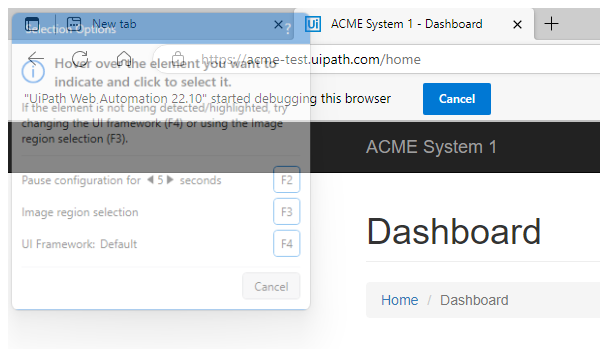 New tab
ACME System 1 - Dashboard
Selection Options
?
Hover over the element you want to
indicate and click to select it.
https://acme-test.uipath.com/home
"UiPath Web Automation 22.10" started debugging this browser
Cancel
If the element is not being detected/highlighted, try
changing the UI framework (F4) or using the Image
region selection (F3).
ACME System 1
Pause configuration for 5 seconds
F2
Image region selection
F3
UI Framework: Default
F4
Cancel
Dashboard
Home / Dashboard
Ui